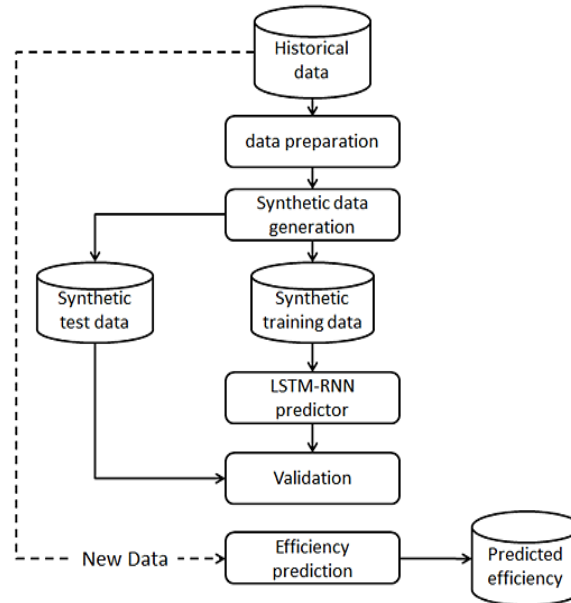 Historical
data
data preparation
Synthetic data
generation
Synthetic
test data
Synthetic
training data
LSTM-RNN
predictor
Validation
New Data
Efficiency
prediction
Predicted
efficiency